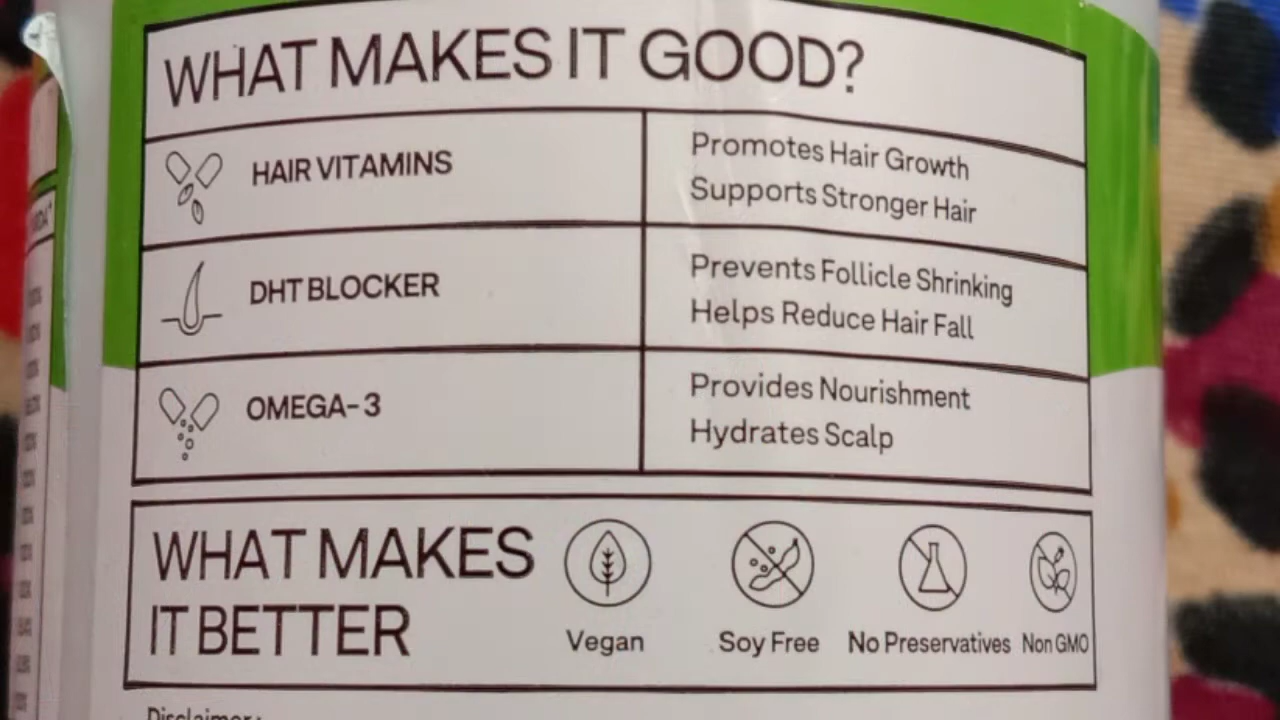 WHAT MAKES IT GOOD?
HAIR VITAMINS
Promotes Hair Growth
Supports Stronger Hair
DHT BLOCKER
Prevents Follicle Shrinking
Helps Reduce Hair Fall
OMEGA-3
Provides Nourishment
Hydrates Scalp
WHAT MAKES
IT BETTER
Vegan
Soy Free
No Preservatives
Non GMO
Disclaimer: